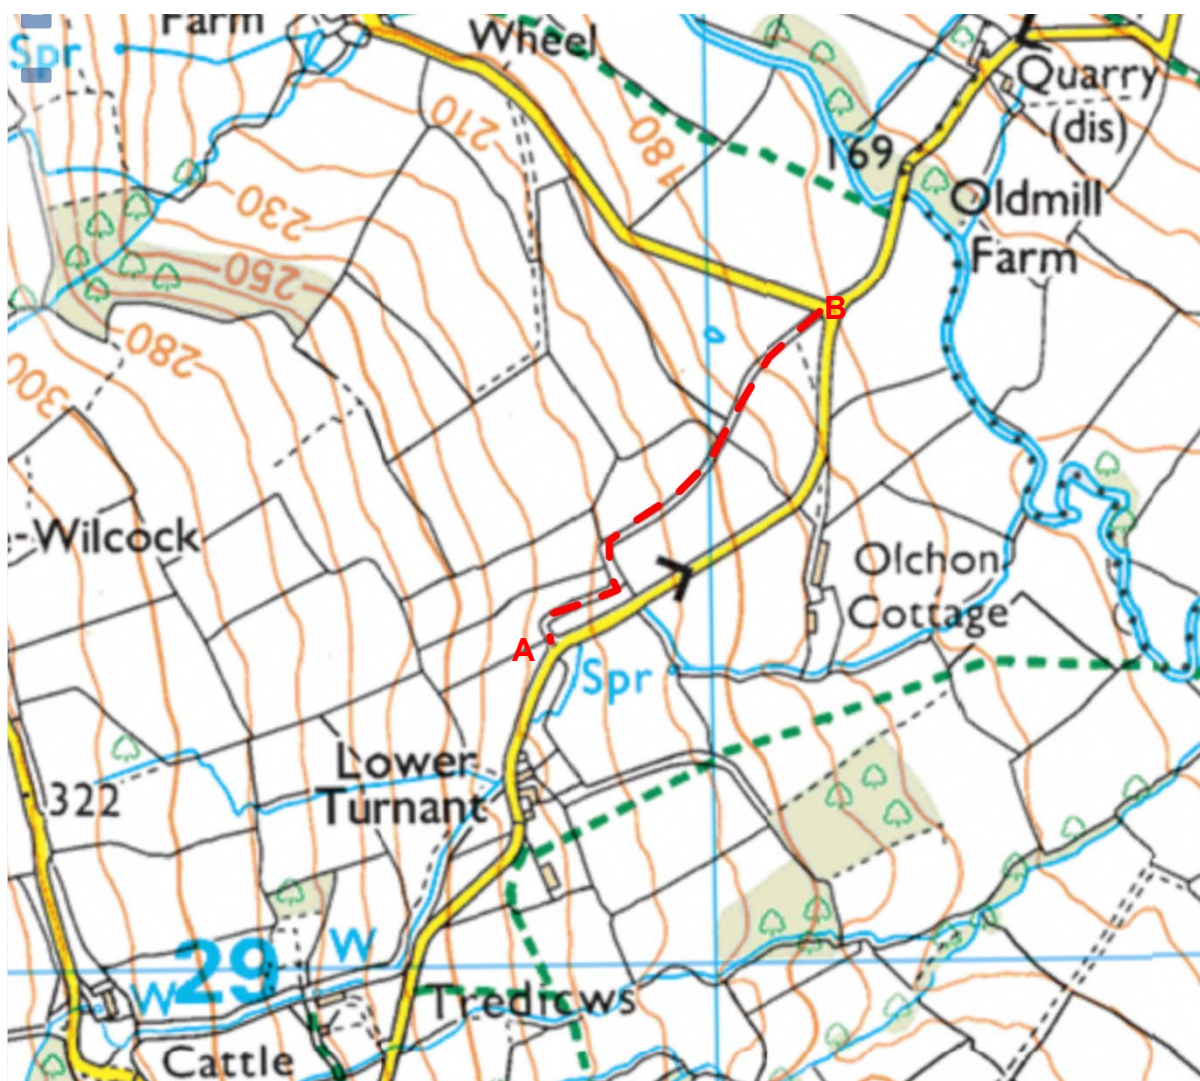 Farm
Wheel
Spr
Quarry
(dis)
210
180
169
Oldmill
Farm
230
250
B
280
300
-Wilcock
Olchon
Cottage
A
Spr
Lower
Turnant
322
29
W
W
Tredicws
Cattle